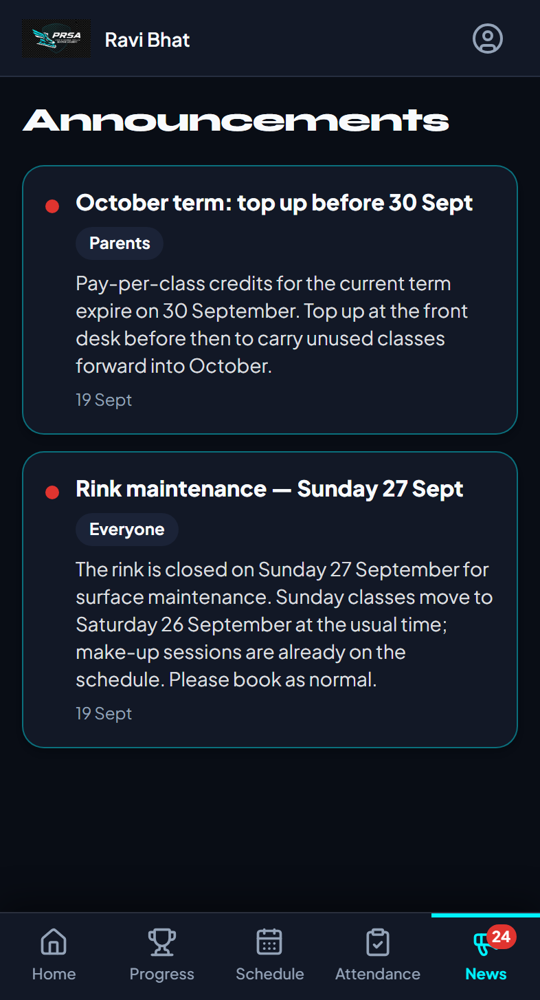 PRSA
Ravi Bhat
Announcements
October term: top up before 30 Sept
Parents
Pay-per-class credits for the current term
expire on 30 September. Top up at the front
desk before then to carry unused classes
forward into October.
19 Sept
Rink maintenance — Sunday 27 Sept
Everyone
The rink is closed on Sunday 27 September for
surface maintenance. Sunday classes move to
Saturday 26 September at the usual time;
make-up sessions are already on the
schedule. Please book as normal.
19 Sept
24
Home Progress Schedule Attendance News